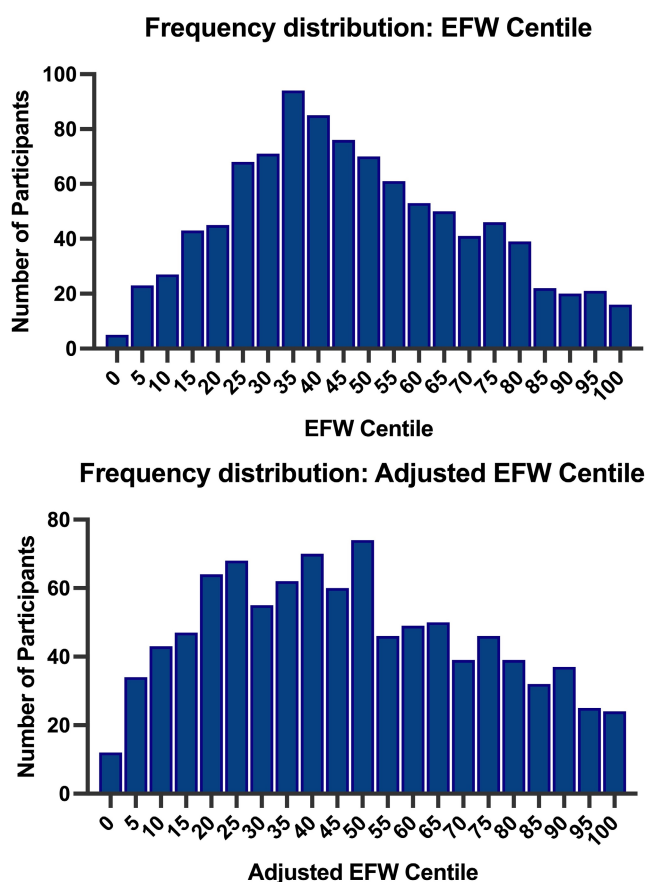 Frequency distribution: EFW Centile
Number of Participants
100
80
60
40
20
0
0 5 10 15 20 25 30 35 40 45 50 55 60 65 70 75 80 85 90 95 100
EFW Centile
Frequency distribution: Adjusted EFW Centile
Number of Participants
80
60
40
20
0
0 5 10 15 20 25 30 35 40 45 50 55 60 65 70 75 80 85 90 95 100
Adjusted EFW Centile